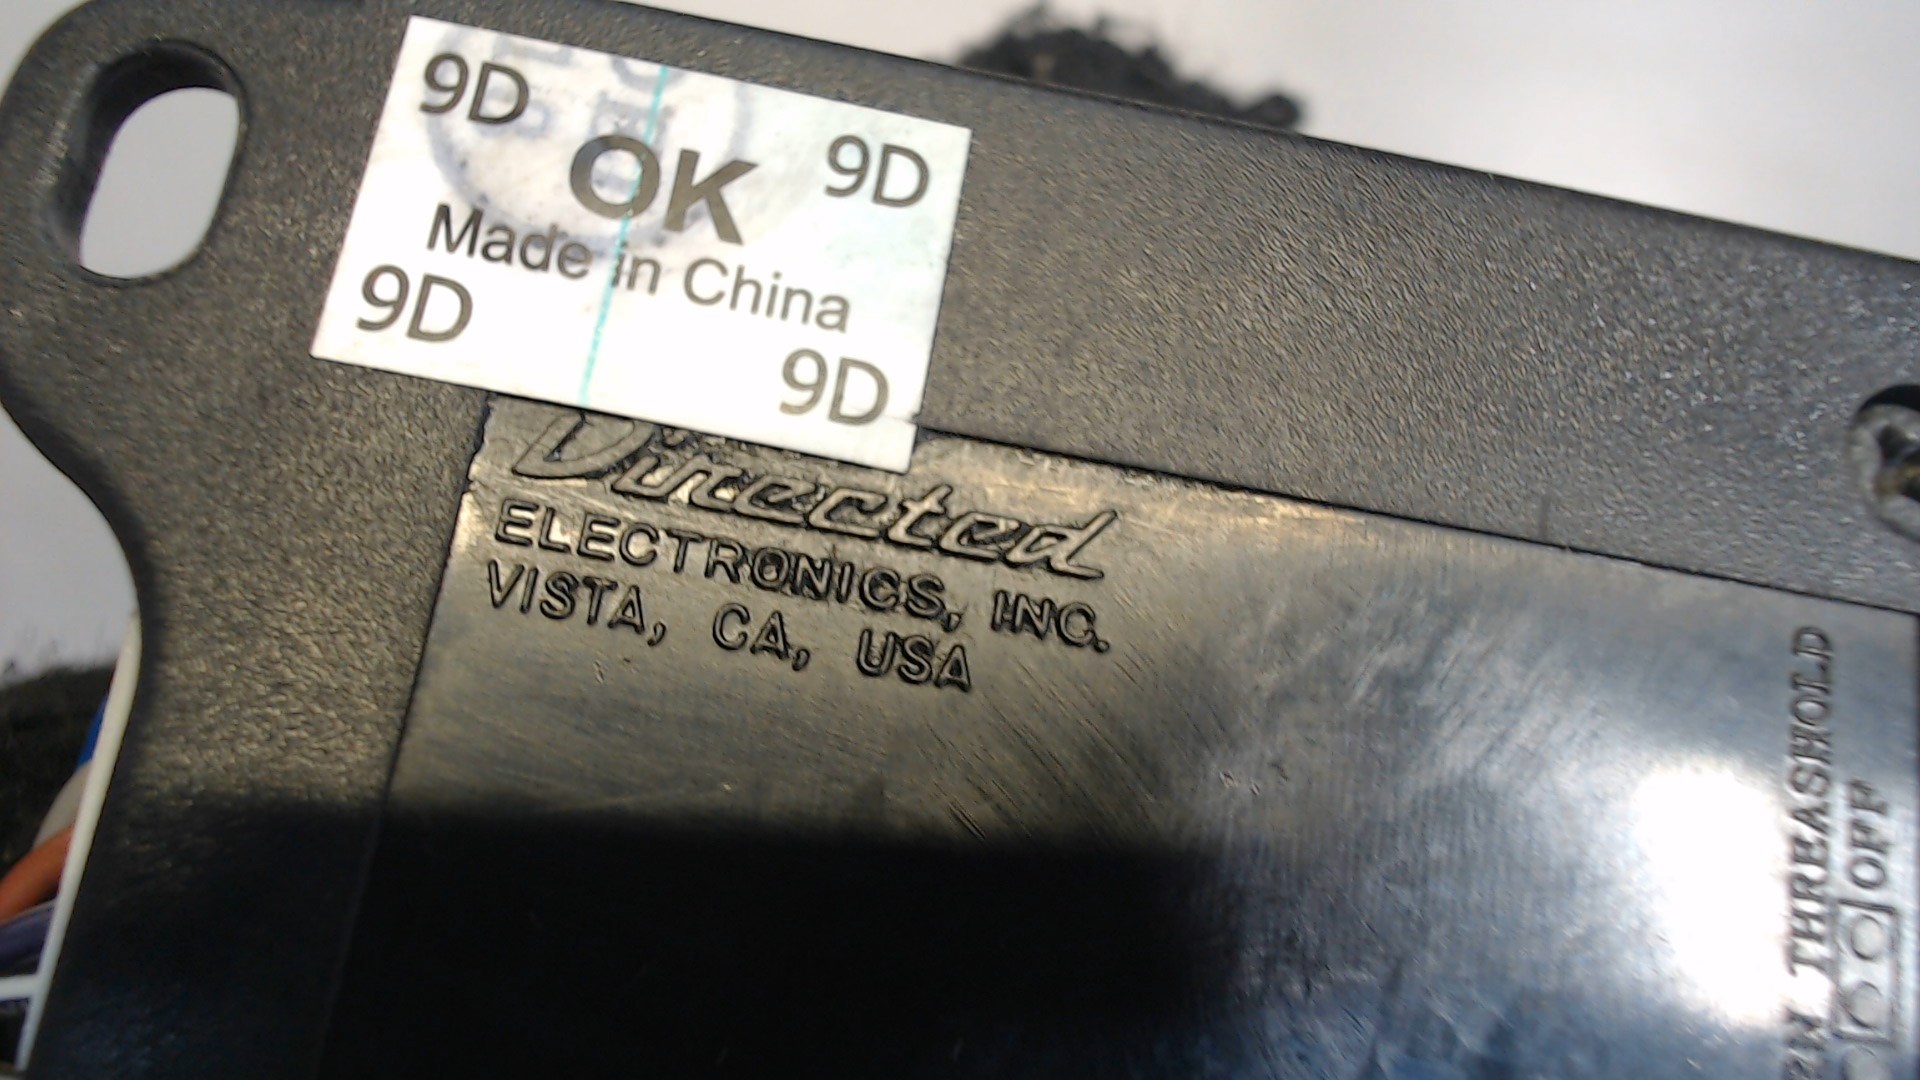 9D
OK
9D
Made in China
9D
9D
Directed
ELECTRONICS, INC.
VISTA, CA, USA
THREASHOLD
OFF